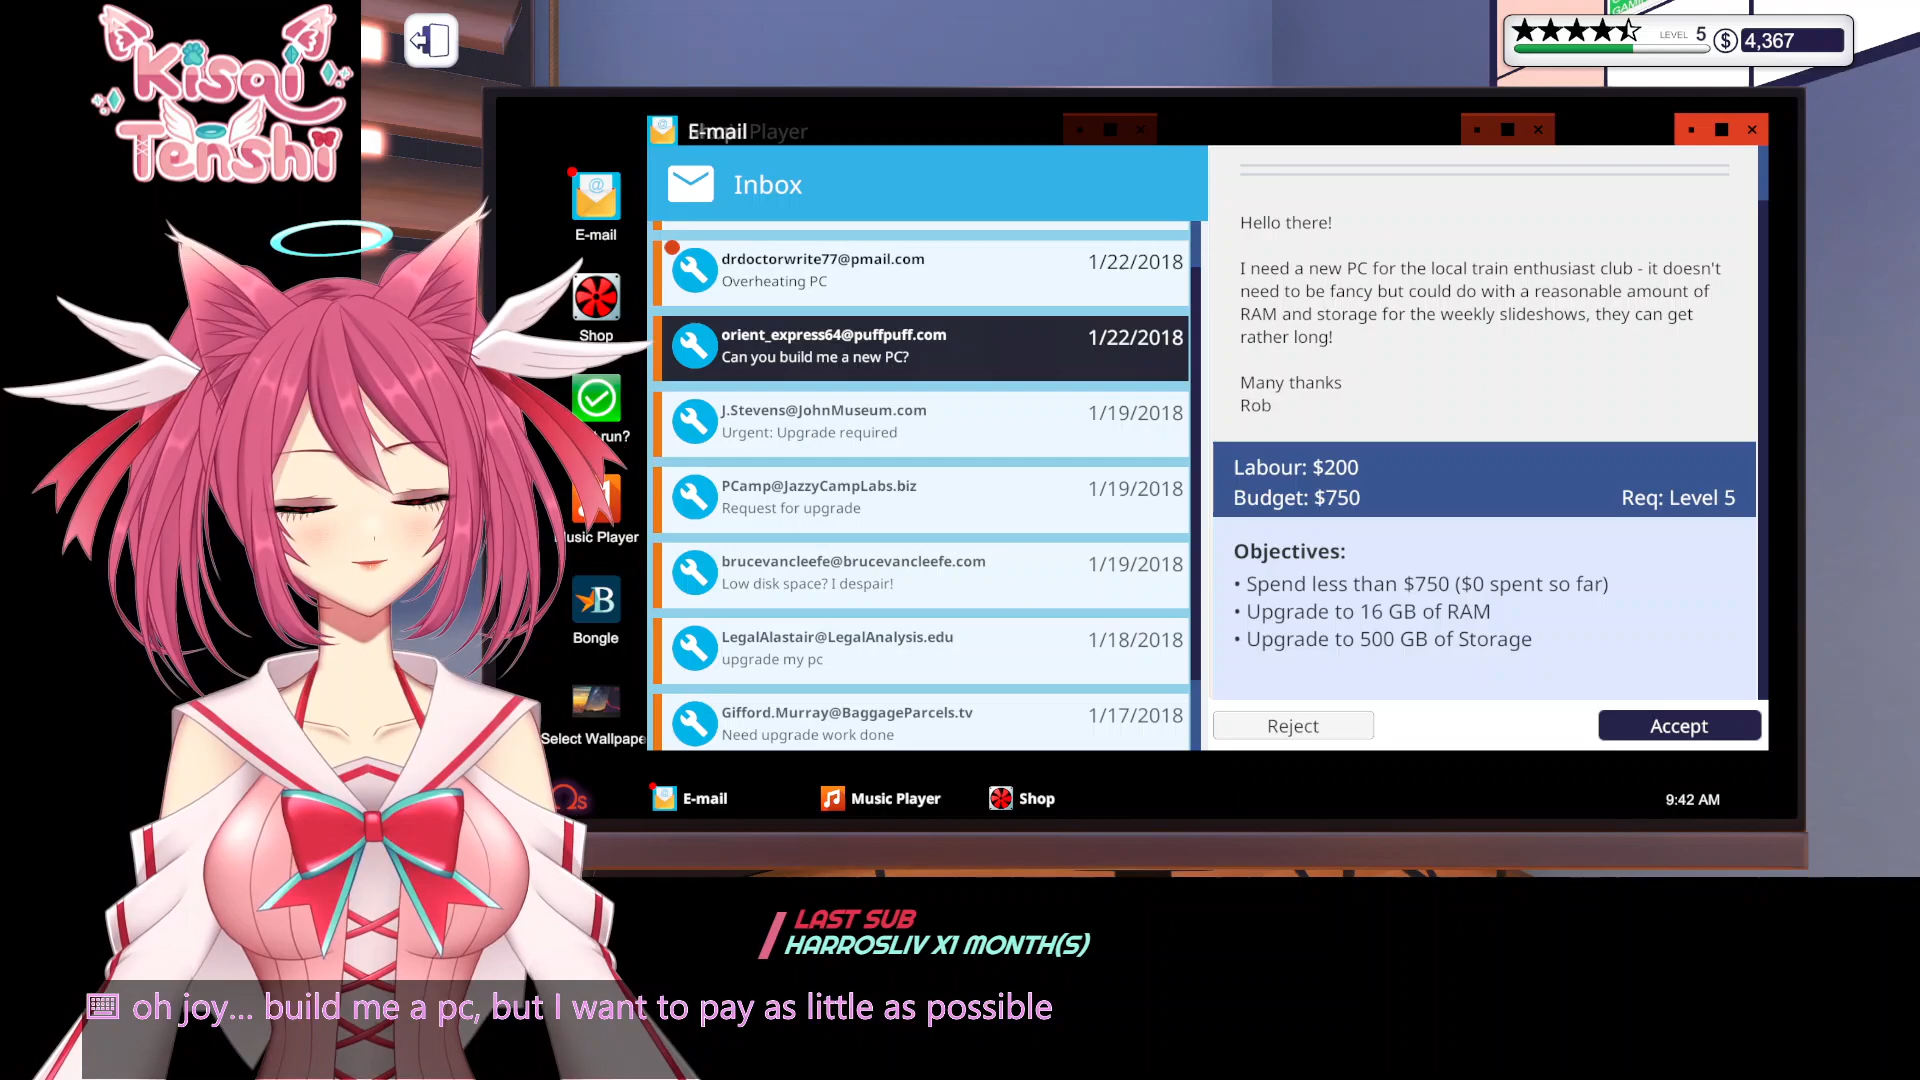 Kisai
Tenshi
LEVEL 5
$ 4,367
E-mail
Player
E-mail
Shop
run?
usic Player
Bongle
Select Wallpape
Inbox
drdoctorwrite77@pmail.com
1/22/2018
Overheating PC
orient_express64@puffpuff.com
1/22/2018
Can you build me a new PC?
J.Stevens@JohnMuseum.com
1/19/2018
Urgent: Upgrade required
PCamp@JazzyCampLabs.biz
1/19/2018
Request for upgrade
brucevancleefe@brucevancleefe.com
1/19/2018
Low disk space? I despair!
LegalAlastair@LegalAnalysis.edu
1/18/2018
upgrade my pc
Gifford.Murray@BaggageParcels.tv
1/17/2018
Need upgrade work done
Hello there!
I need a new PC for the local train enthusiast club - it doesn't
need to be fancy but could do with a reasonable amount of
RAM and storage for the weekly slideshows, they can get
rather long!
Many thanks
Rob
Labour: $200
Budget: $750
Req: Level 5
Objectives:
• Spend less than $750 ($0 spent so far)
• Upgrade to 16 GB of RAM
• Upgrade to 500 GB of Storage
Reject
Accept
E-mail
Music Player
Shop
9:42 AM
LAST SUB
HARROSLIV X1 MONTH(S)
oh joy... build me a pc, but I want to pay as little as possible